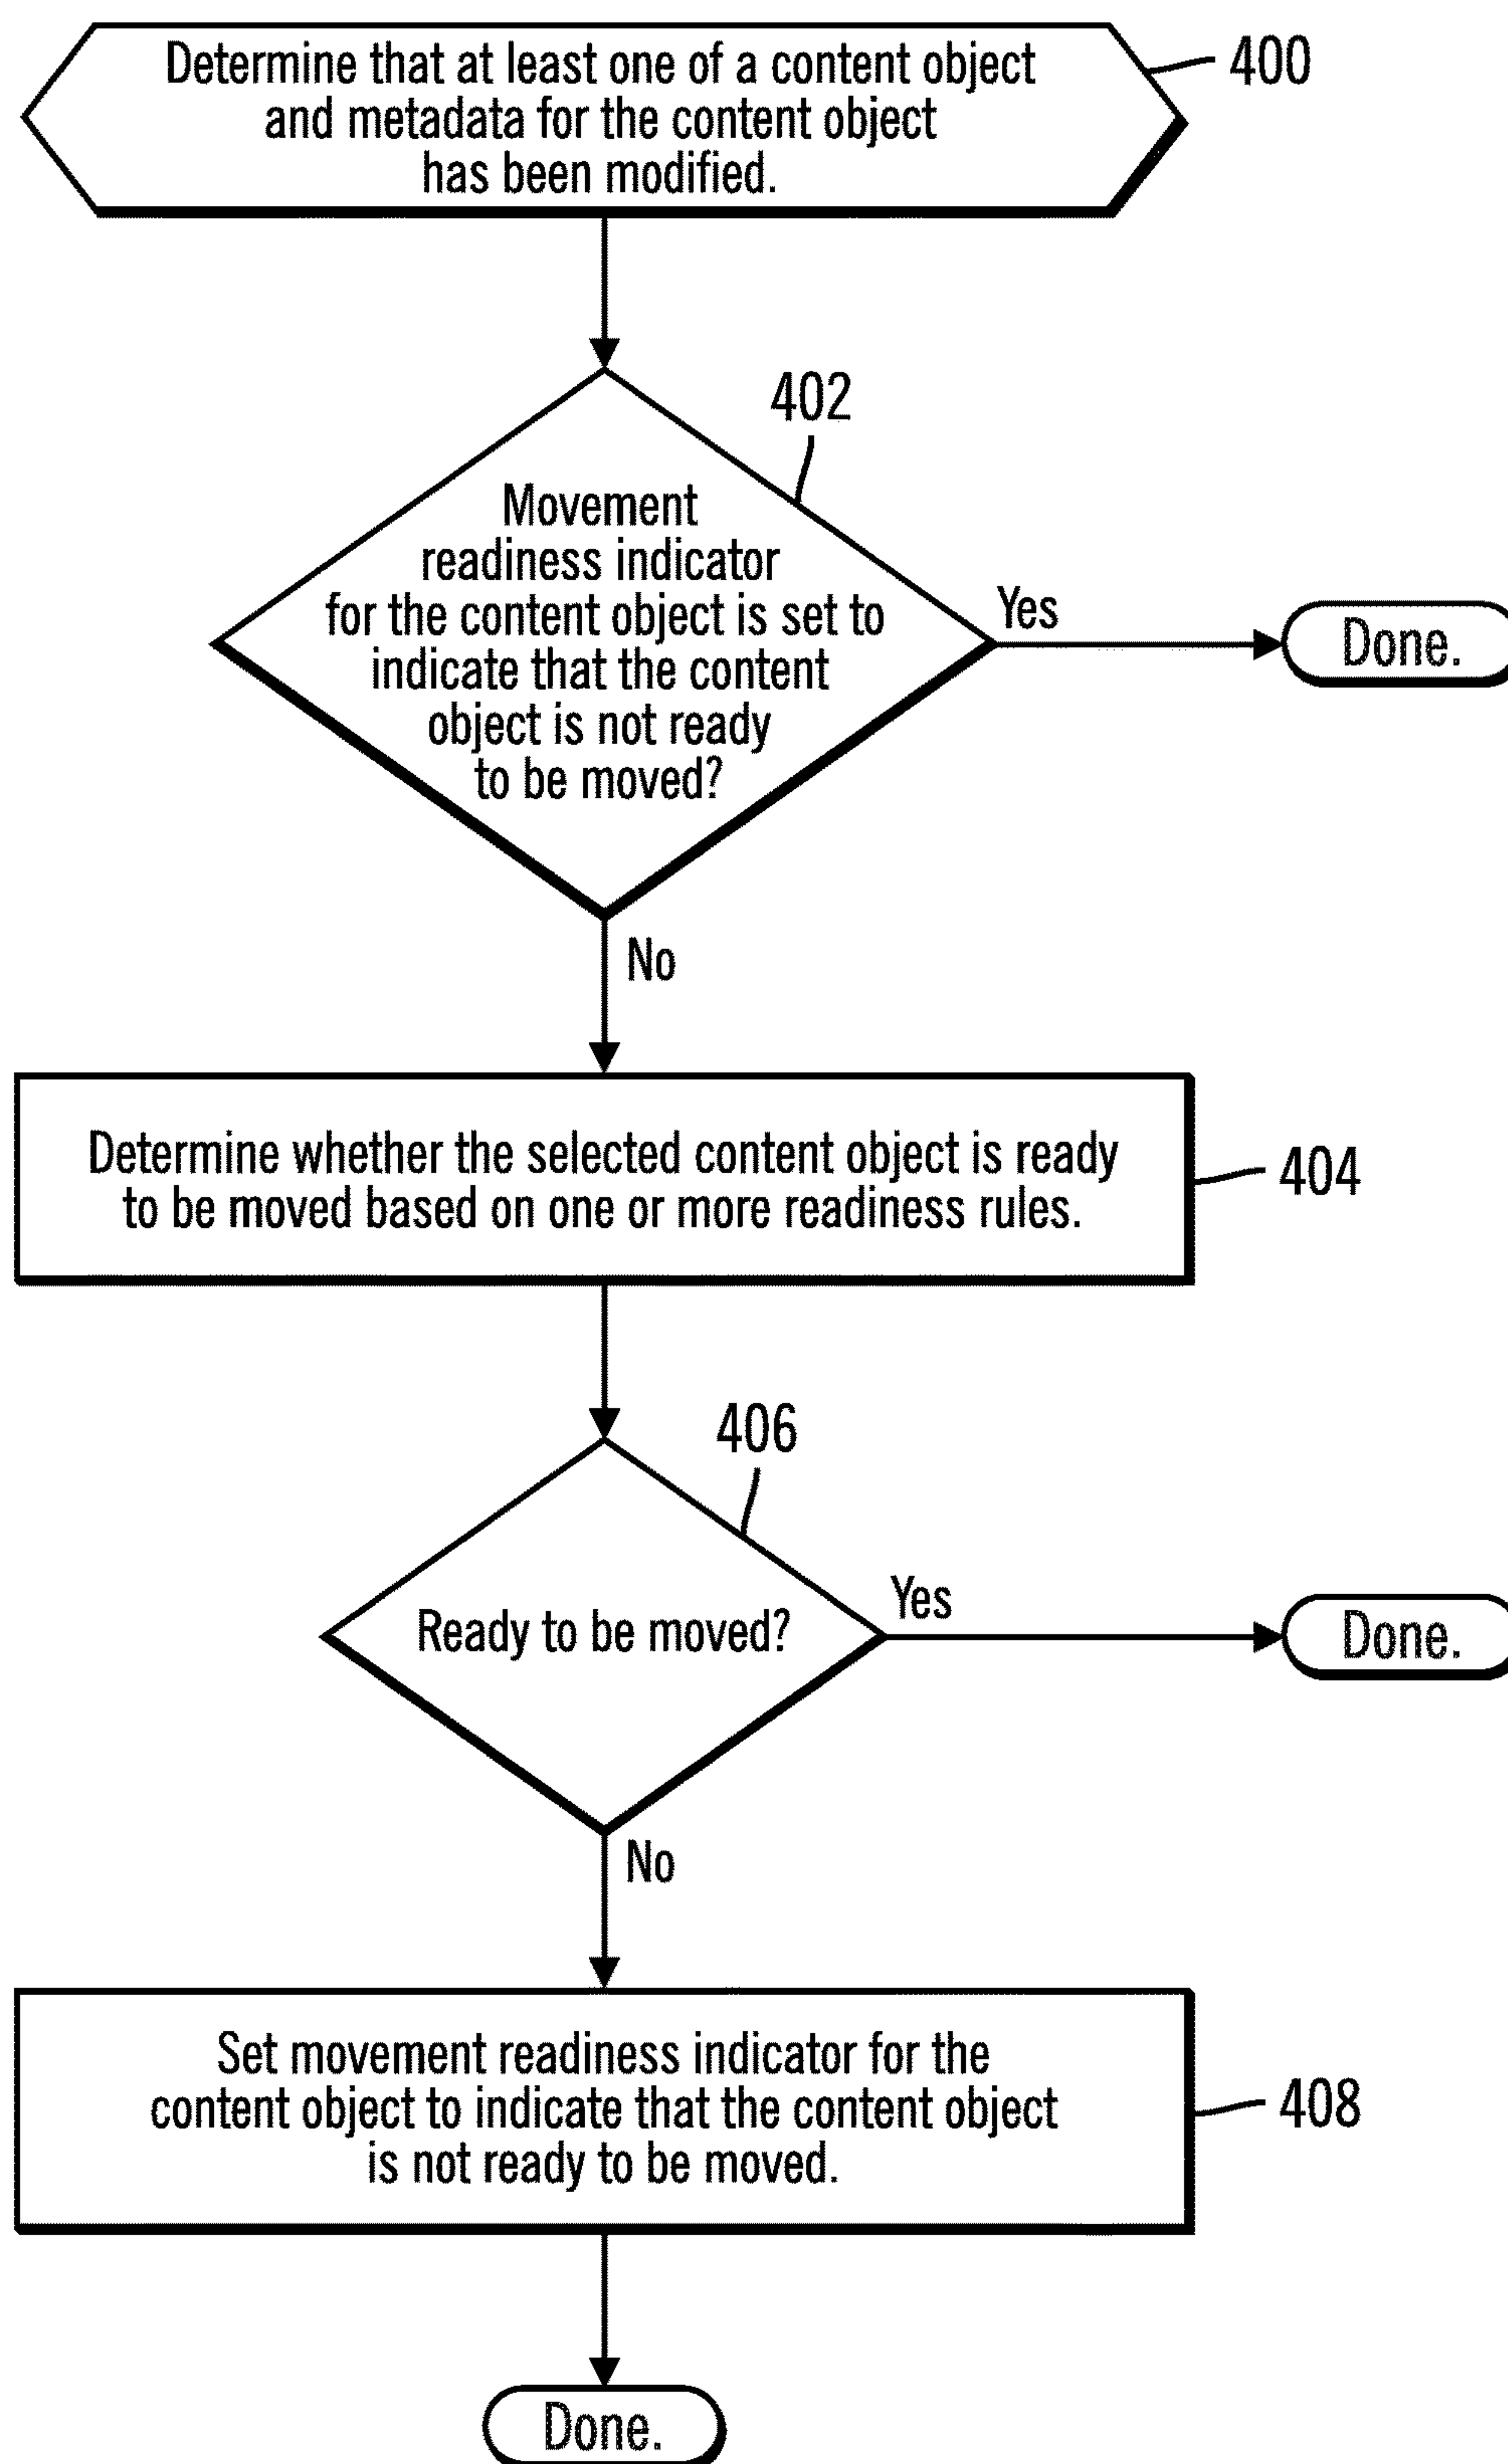 Determine that at least one of a content object
and metadata for the content object
has been modified.
400
402
Movement
readiness indicator
for the content object is set to
indicate that the content
object is not ready
to be moved?
Yes
Done.
No
Determine whether the selected content object is ready
to be moved based on one or more readiness rules.
404
406
Ready to be moved?
Yes
Done.
No
Set movement readiness indicator for the
content object to indicate that the content object
is not ready to be moved.
408
Done.